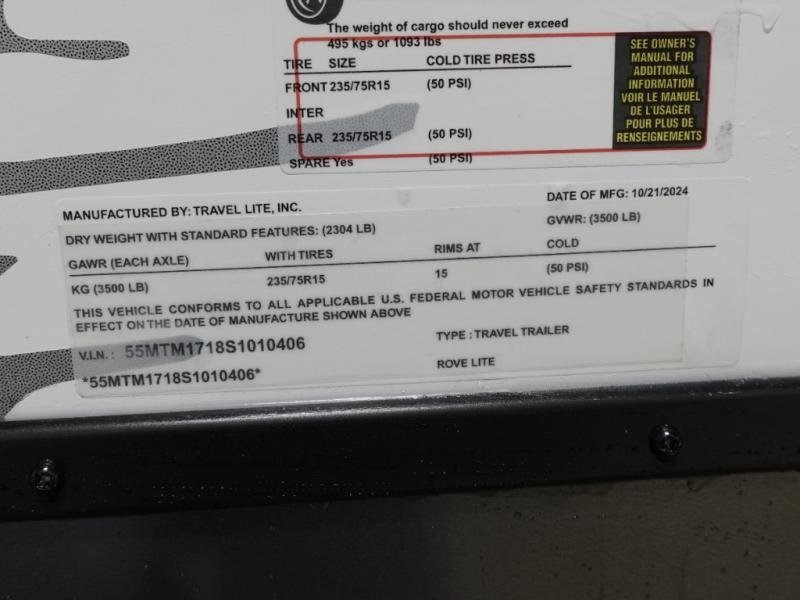 The weight of cargo should never exceed
495 kgs or 1093 lbs
TIRE SIZE COLD TIRE PRESS
FRONT 235/75R15 (50 PSI)
INTER
REAR 235/75R15 (50 PSI)
SPARE Yes (50 PSI)
SEE OWNER'S
MANUAL FOR
ADDITIONAL
INFORMATION
VOIR LE MANUEL
DE L'USAGER
POUR PLUS DE
RENSEIGNEMENTS
MANUFACTURED BY: TRAVEL LITE, INC. DATE OF MFG: 10/21/2024
DRY WEIGHT WITH STANDARD FEATURES: (2304 LB) GVWR: (3500 LB)
GAWR (EACH AXLE) WITH TIRES RIMS AT COLD
KG (3500 LB) 235/75R15 15 (50 PSI)
THIS VEHICLE CONFORMS TO ALL APPLICABLE U.S. FEDERAL MOTOR VEHICLE SAFETY STANDARDS IN
EFFECT ON THE DATE OF MANUFACTURE SHOWN ABOVE
V.I.N. : 55MTM1718S1010406 TYPE : TRAVEL TRAILER
*55MTM1718S1010406* ROVE LITE